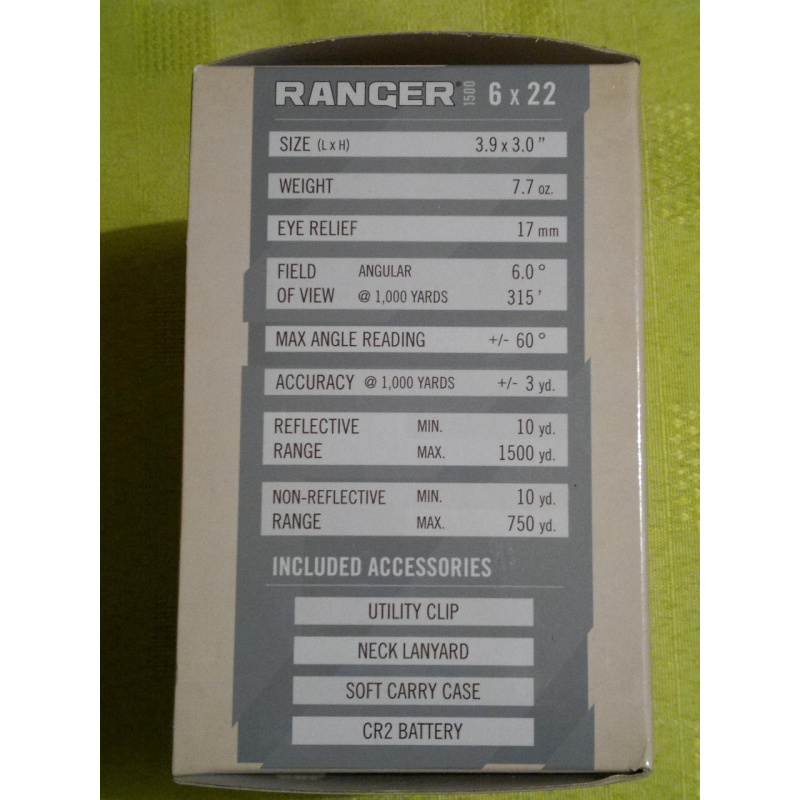 RANGER® 1500 6 x 22
SIZE (L x H) 3.9 x 3.0 "
WEIGHT 7.7 oz.
EYE RELIEF 17 mm
FIELD ANGULAR 6.0 °
OF VIEW @ 1,000 YARDS 315 '
MAX ANGLE READING +/- 60 °
ACCURACY @ 1,000 YARDS +/- 3 yd.
REFLECTIVE MIN. 10 yd.
RANGE MAX. 1500 yd.
NON-REFLECTIVE MIN. 10 yd.
RANGE MAX. 750 yd.
INCLUDED ACCESSORIES
UTILITY CLIP
NECK LANYARD
SOFT CARRY CASE
CR2 BATTERY